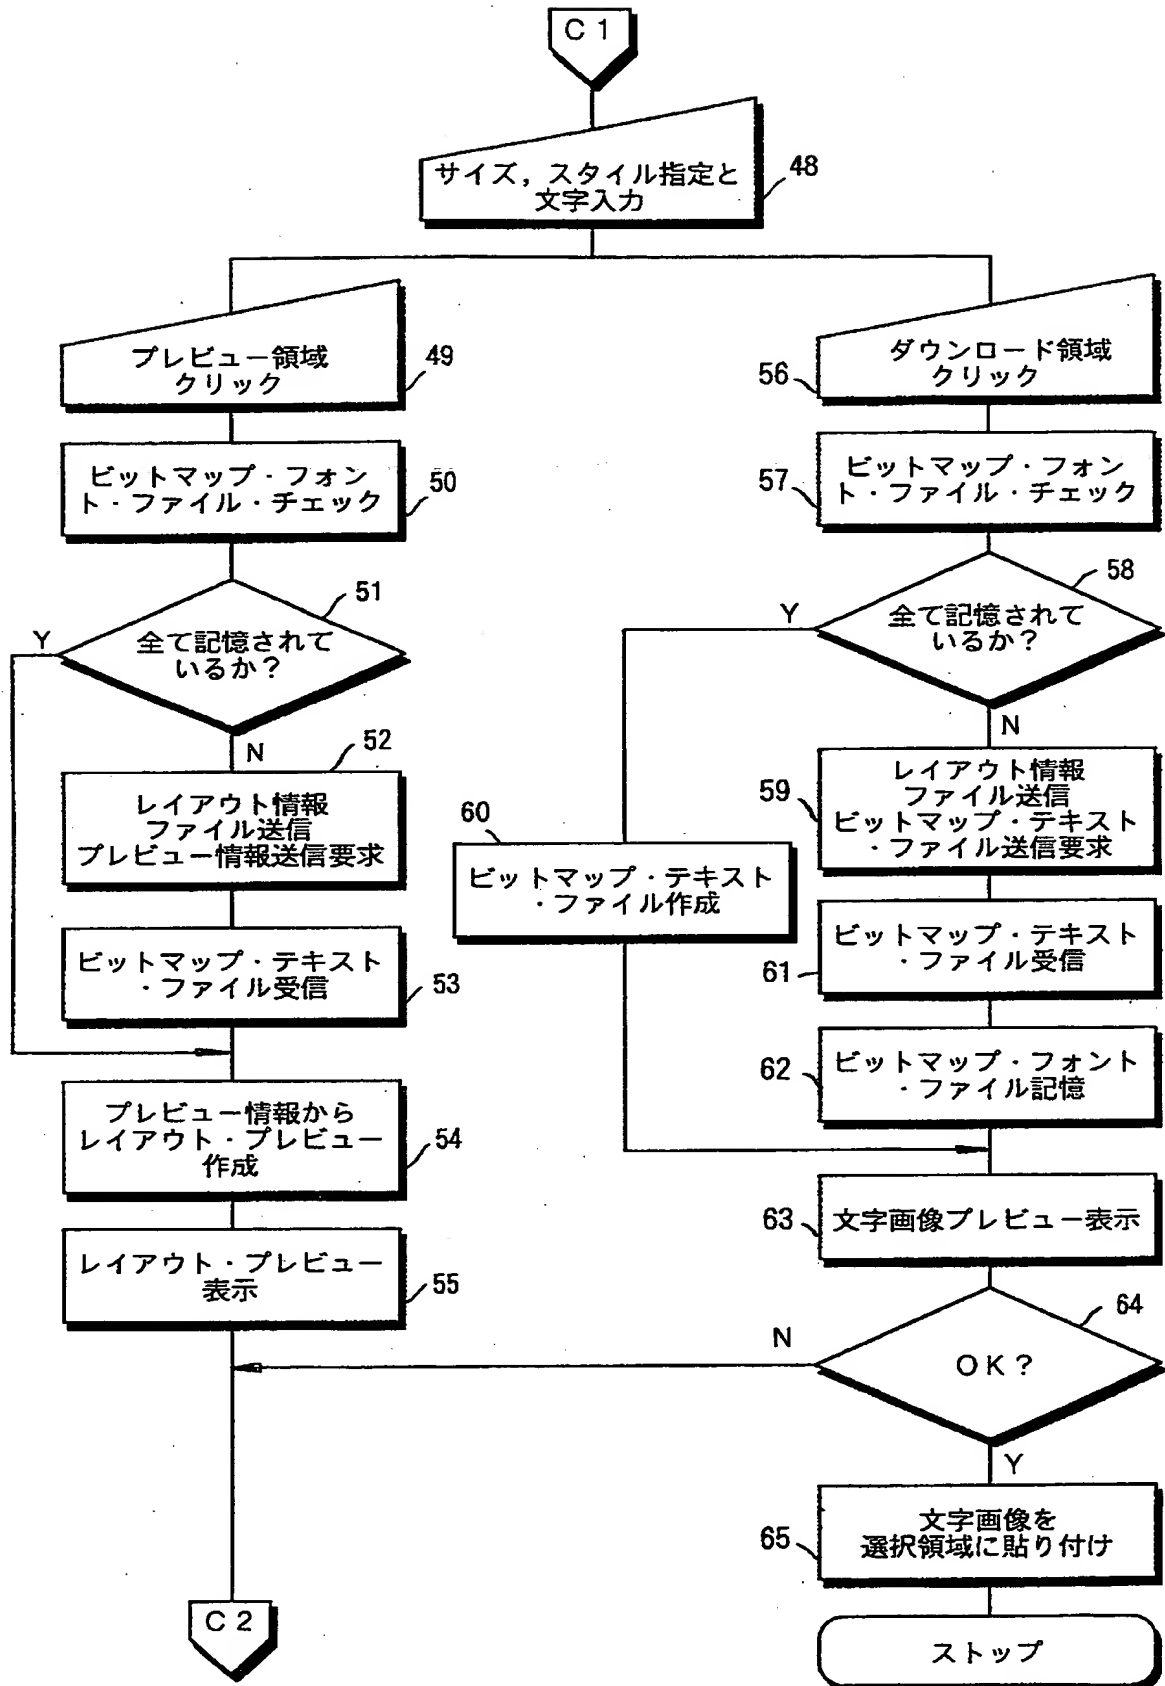 C1
サイズ，スタイル指定と
文字入力
48
プレビュー領域
クリック
49
ビットマップ・フォン
ト・ファイル・チェック
50
51
全て記憶されて
いるか？
Y
N
52
レイアウト情報
ファイル送信
プレビュー情報送信要求
ビットマップ・テキスト
・ファイル受信
53
プレビュー情報から
レイアウト・プレビュー
作成
54
レイアウト・プレビュー
表示
55
C2
ダウンロード領域
クリック
56
ビットマップ・フォン
ト・ファイル・チェック
57
58
全て記憶されて
いるか？
Y
N
レイアウト情報
ファイル送信
ビットマップ・テキスト
・ファイル送信要求
59
60
ビットマップ・テキスト
・ファイル作成
ビットマップ・テキスト
・ファイル受信
61
ビットマップ・フォント
・ファイル記憶
62
文字画像プレビュー表示
63
64
OK？
N
Y
文字画像を
選択領域に貼り付け
65
ストップ